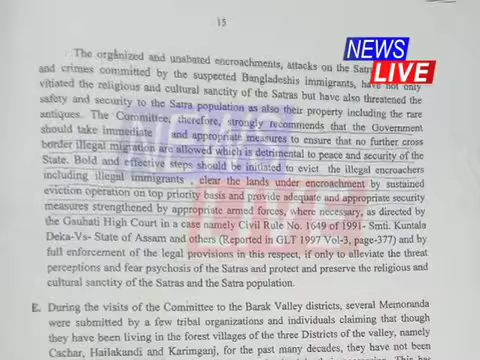 15
NEWS
LIVE
The organized and unabated encroachments, attacks on the
and crimes committed by the suspected Bangladeshis immigrants, have not only
vitiated the religious and cultural sanctity of the Satras but have also threatened the
safety and security to the Satra population as also their property including the rare
antiques. The Committee, therefore, strongly recommends that the Government
should take immediate and appropriate measures to ensure that no further cross
border illegal migration are allowed which is detrimental to peace and security of the
State. Bold and effective steps should be initiated to evict the illegal encroachers
including illegal immigrants , clear the lands under encroachment by sustained
eviction operation on top priority basis and provide adequate and appropriate security
measures strengthened by appropriate armed forces, where necessary, as directed by
the Gauhati High Court in a case namely Civil Rule No. 1649 of 1991- Smti. Kuntala
Deka-Vs- State of Assam and others (Reported in GLT 1997 Vol-3, page-377) and by
full enforcement of the legal provisions in this respect, if only to alleviate the threat
perceptions and fear psychosis of the Satras and protect and preserve the religious and
cultural sanctity of the Satras and the Satra population.
E. During the visits of the Committee to the Barak Valley districts, several Memoranda
were submitted by a few tribal organizations and individuals claiming that though
they have been living in the forest villages of the three Districts of the valley, namely
Cachar, Hailakandi and Karimganj, for the past many decades, they have not been